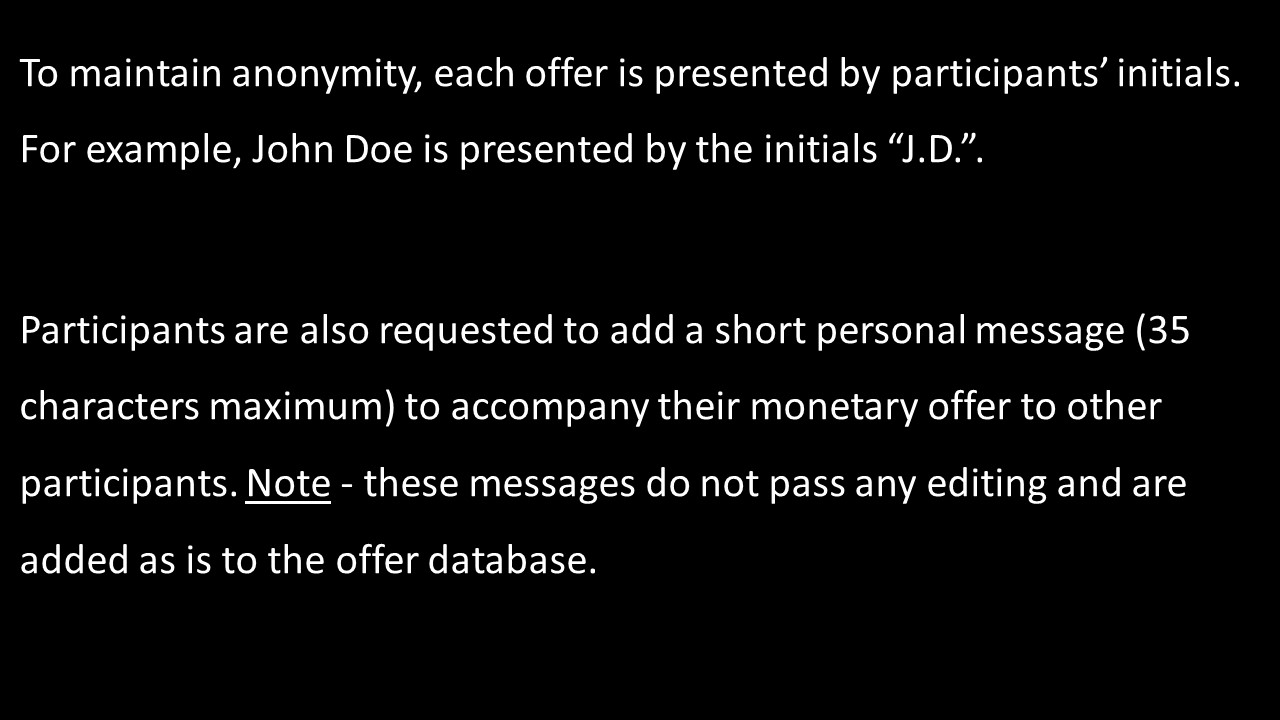 To maintain anonymity, each offer is presented by participants’ initials.
For example, John Doe is presented by the initials “J.D.”.
Participants are also requested to add a short personal message (35
characters maximum) to accompany their monetary offer to other
participants. Note - these messages do not pass any editing and are
added as is to the offer database.